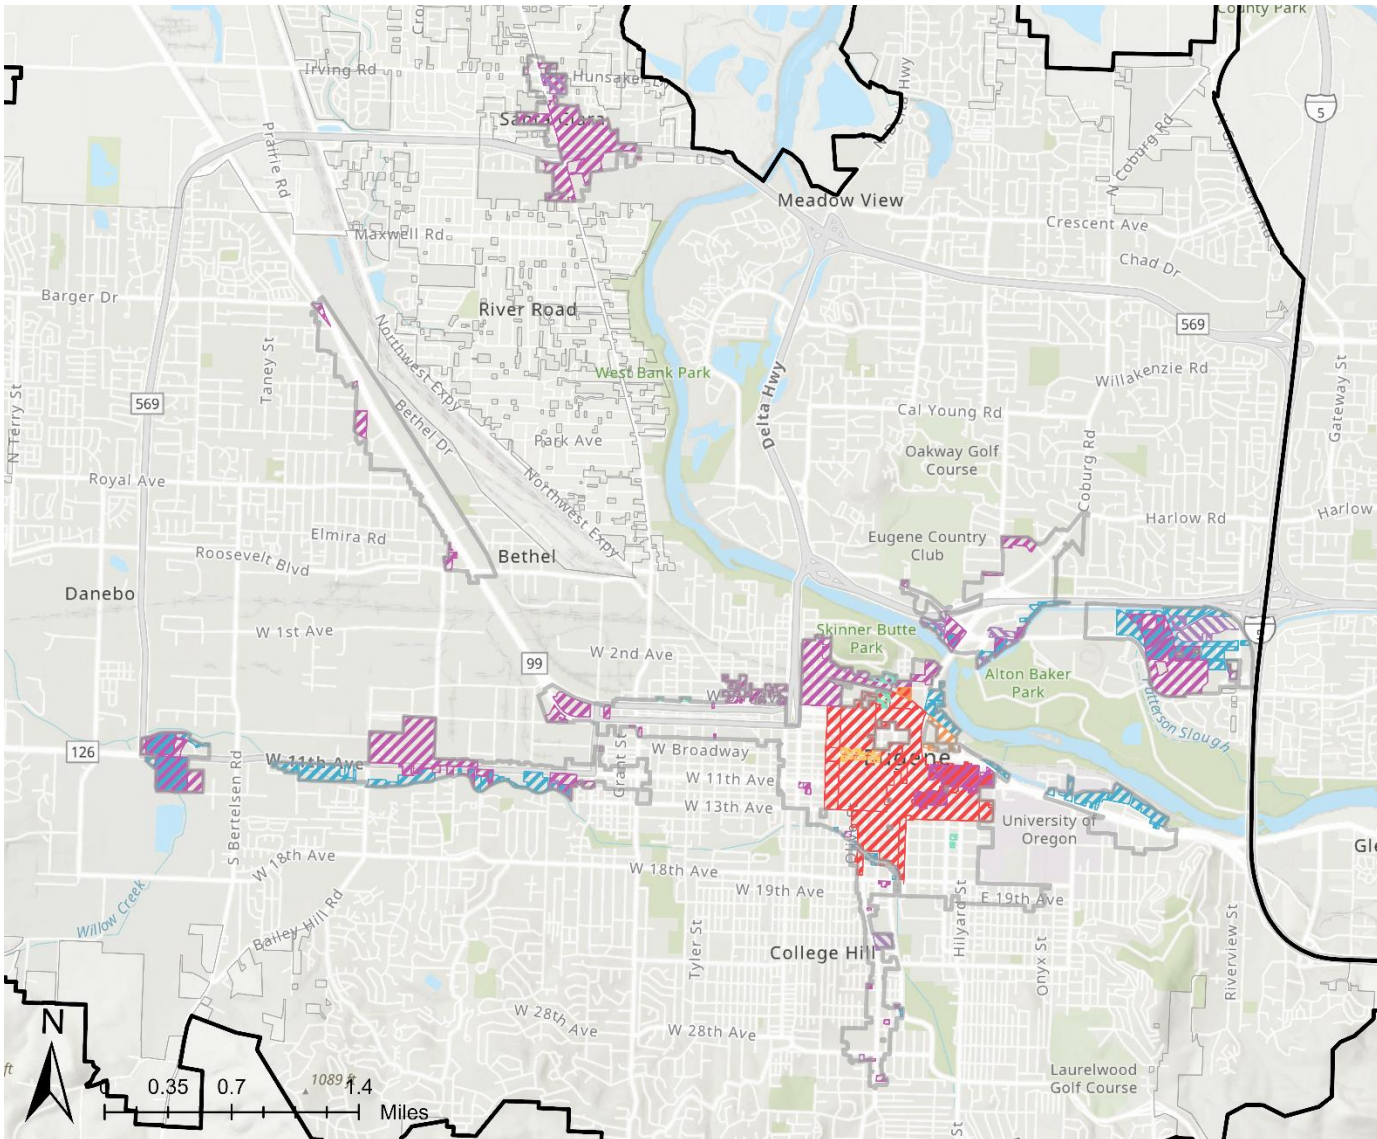 County Park
Irving Rd
Hunsaker Ln
Santa Clara
5
Prairie Rd
N Coburg Rd
Meadow View
Crescent Ave
Maxwell Rd
Chad Dr
Barger Dr
River Road
569
Northwest Expy
Taney St
West Bank Park
Delta Hwy
Willakenzie Rd
Gateway St
569
N Terry St
Bethel Dr
Cal Young Rd
Park Ave
Oakway Golf
Course
Coburg Rd
Royal Ave
Northwest Expy
Harlow Rd
Harlow
Elmira Rd
Roosevelt Blvd
Bethel
Eugene Country
Club
Danebo
W 1st Ave
Skinner Butte
Park
W 2nd Ave
99
Alton Baker
Park
Patterson Slough
126
W 11th Ave
W Broadway
Eugene
S Bertelsen Rd
Grant St
W 11th Ave
W 13th Ave
University of
Oregon
W 18th Ave
W 18th Ave
W 19th Ave
E 19th Ave
Willow Creek
Bailey Hill Rd
Tyler St
College Hill
Hilyard St
Onyx St
Riverview St
W 28th Ave
W 28th Ave
N
ft
1089 ft
Laurelwood
Golf Course
0.35 0.7 1.4
Miles
St